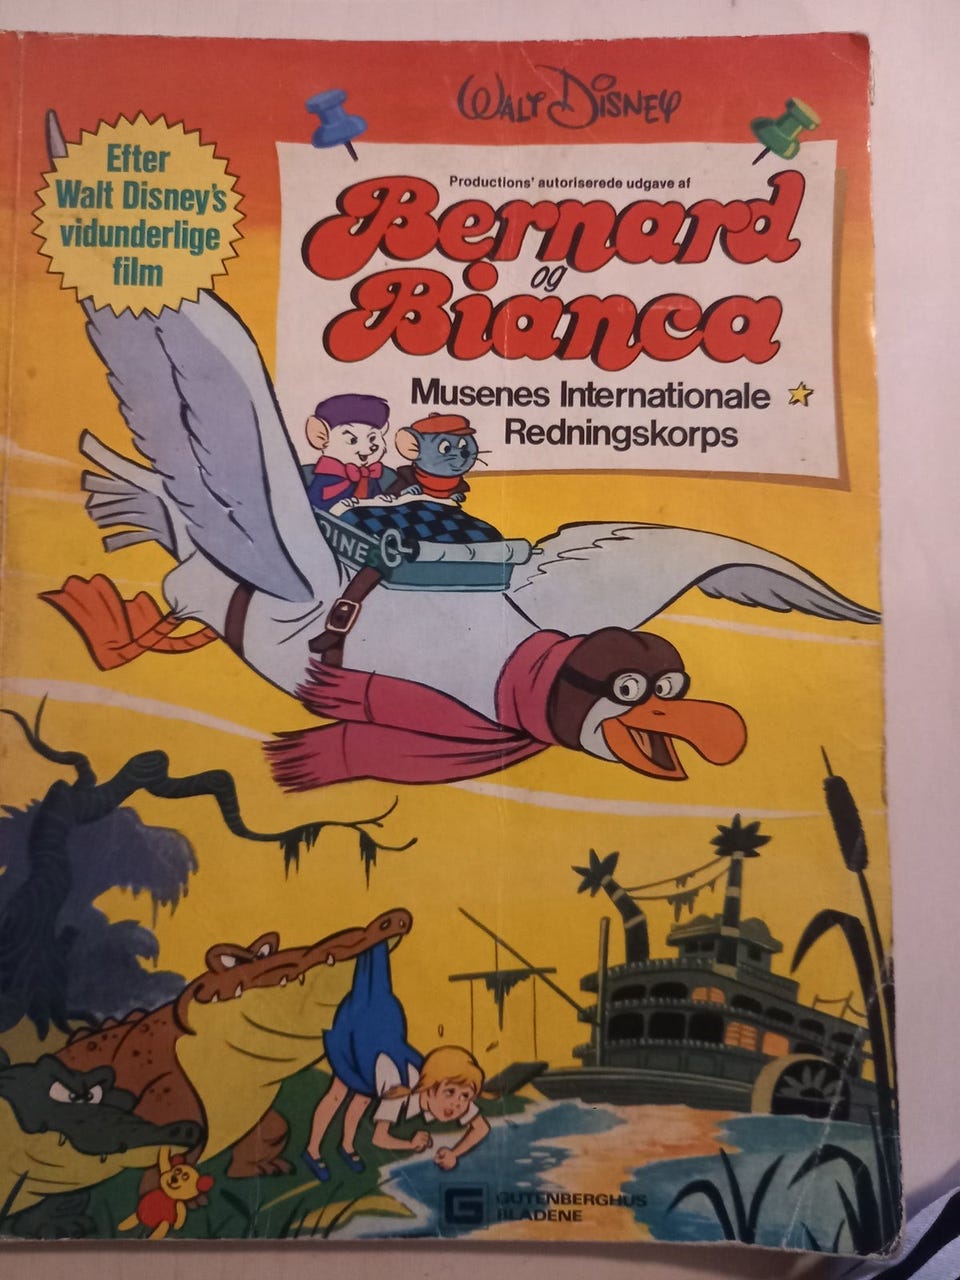 WALT DISNEY
Productions' autoriserede udgave af
Bernard
og
Bianca
Musenes Internationale
Redningskorps
Efter
Walt Disney's
vidunderlige
film
DINE
G GUTENBERGHUS
BLADENE